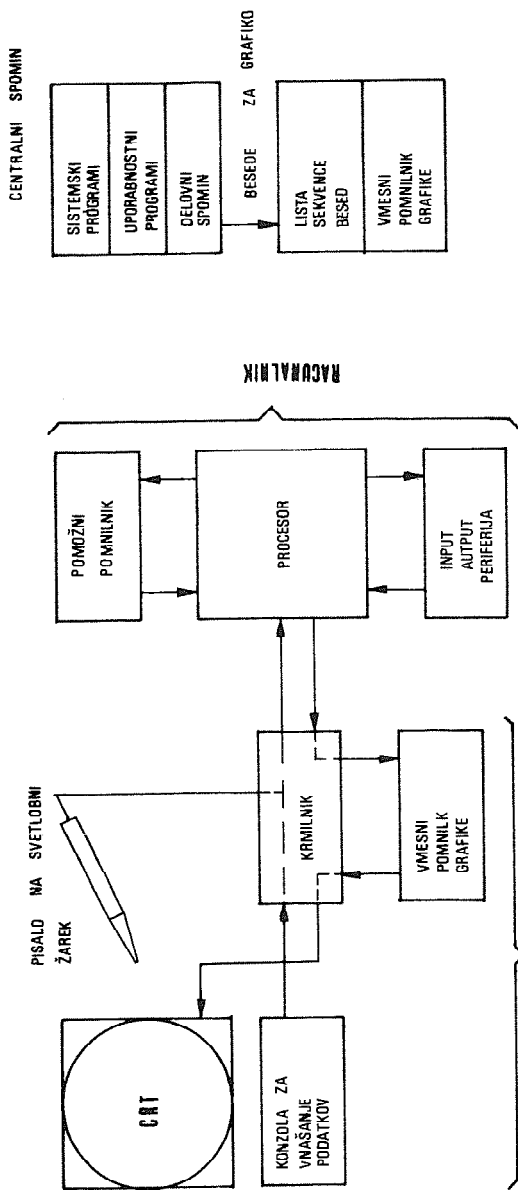 CRT
KONZOLA ZA
VNAŠANJE
PODATKOV
PISALO NA SVETLOBNI
ŽAREK
KRMILNIK
VMESNI
POMNILK
GRAFIKE
POMOŽNI
POMNILNIK
PROCESOR
INPUT
AUTPUT
PERIFERIJA
RACUNALNIK
CENTRALNI SPOMIN
SISTEMSKI
PROGRAMI
UPORABNOSTNI
PROGRAMI
DELOVNI
SPOMIN
BESEDE ZA GRAFIKO
LISTA
SEKVENCE
BESED
VMESNI
POMNILNIK
GRAFIKE